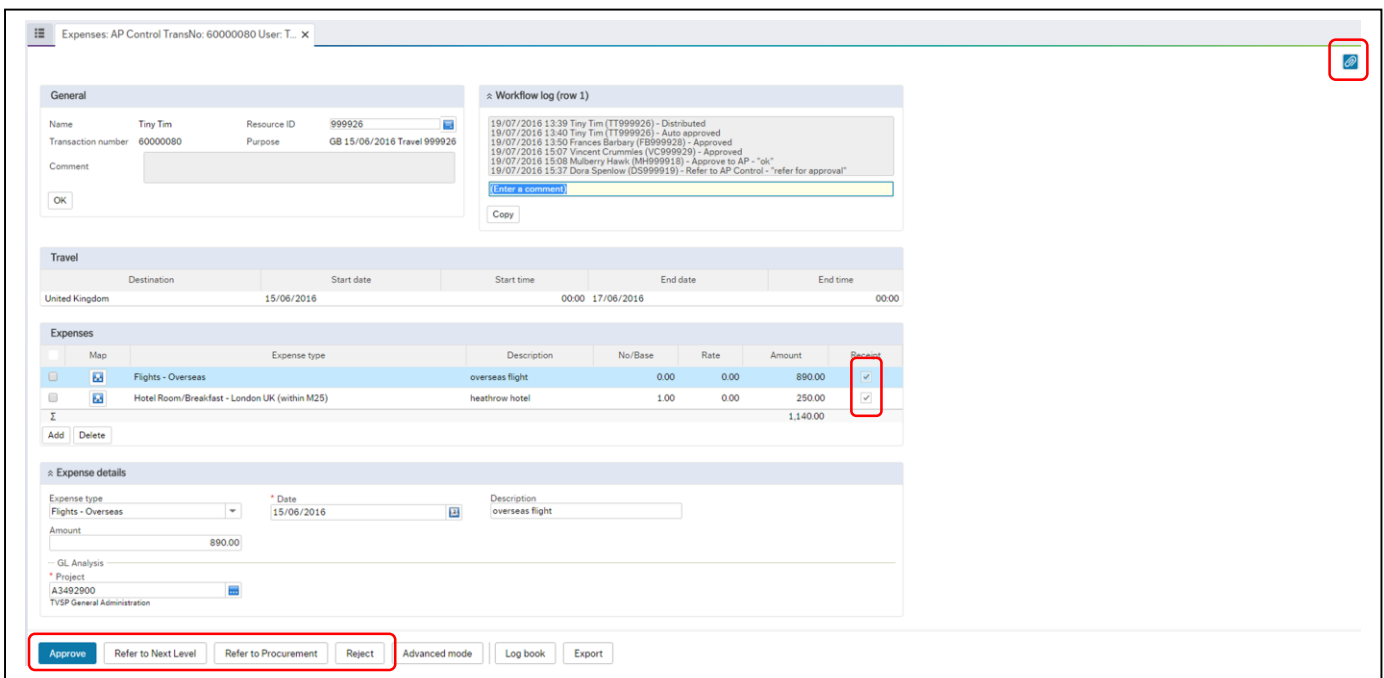 Expenses: AP Control TransNo: 60000080 User: T...
General
Name Tiny Tim Resource ID 999926
Transaction number 60000080 Purpose GB 15/06/2016 Travel 999926
Comment
OK
Workflow log (row 1)
19/07/2016 13:39 Tiny Tim (TT999926) - Distributed
19/07/2016 13:40 Tiny Tim (TT999926) - Auto approved
19/07/2016 13:50 Frances Barbary (FB999928) - Approved
19/07/2016 15:07 Vincent Crummies (VC999929) - Approved
19/07/2016 15:08 Mulberry Hawk (MH999918) - Approve to AP - "ok"
19/07/2016 15:37 Dora Spenlow (DS999919) - Refer to AP Control - "refer for approval"
(Enter a comment)
Copy
Travel
Destination Start date Start time End date End time
United Kingdom 15/06/2016 00:00 17/06/2016 00:00
Expenses
Map Expense type Description No/Base Rate Amount Receipt
Flights - Overseas overseas flight 0.00 0.00 890.00
Hotel Room/Breakfast - London UK (within M25) heathrow hotel 1.00 0.00 250.00
Σ 1,140.00
Add Delete
Expense details
Expense type * Date Description
Flights - Overseas 15/06/2016 overseas flight
Amount
890.00
GL Analysis
* Project
A3492900
TVSP General Administration
Approve Refer to Next Level Refer to Procurement Reject Advanced mode Log book Export